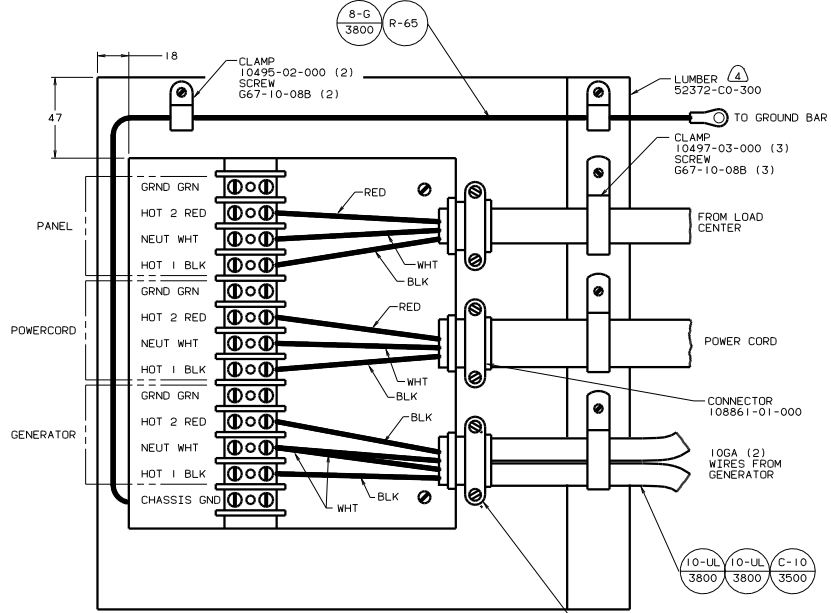 8-G
3800
R-65
18
CLAMP
10495-02-000 (2)
SCREW
G67-10-08B (2)
LUMBER 4
52372-C0-300
47
TO GROUND BAR
CLAMP
10497-03-000 (3)
SCREW
G67-10-08B (3)
PANEL
GRND GRN
HOT 2 RED
NEUT WHT
HOT 1 BLK
RED
WHT
BLK
FROM LOAD
CENTER
POWERCORD
GRND GRN
HOT 2 RED
NEUT WHT
HOT 1 BLK
RED
WHT
BLK
POWER CORD
CONNECTOR
108861-01-000
GENERATOR
GRND GRN
HOT 2 RED
NEUT WHT
HOT 1 BLK
CHASSIS GND
BLK
BLK
WHT
10GA (2)
WIRES FROM
GENERATOR
10-UL
3800
10-UL
3800
C-10
3500